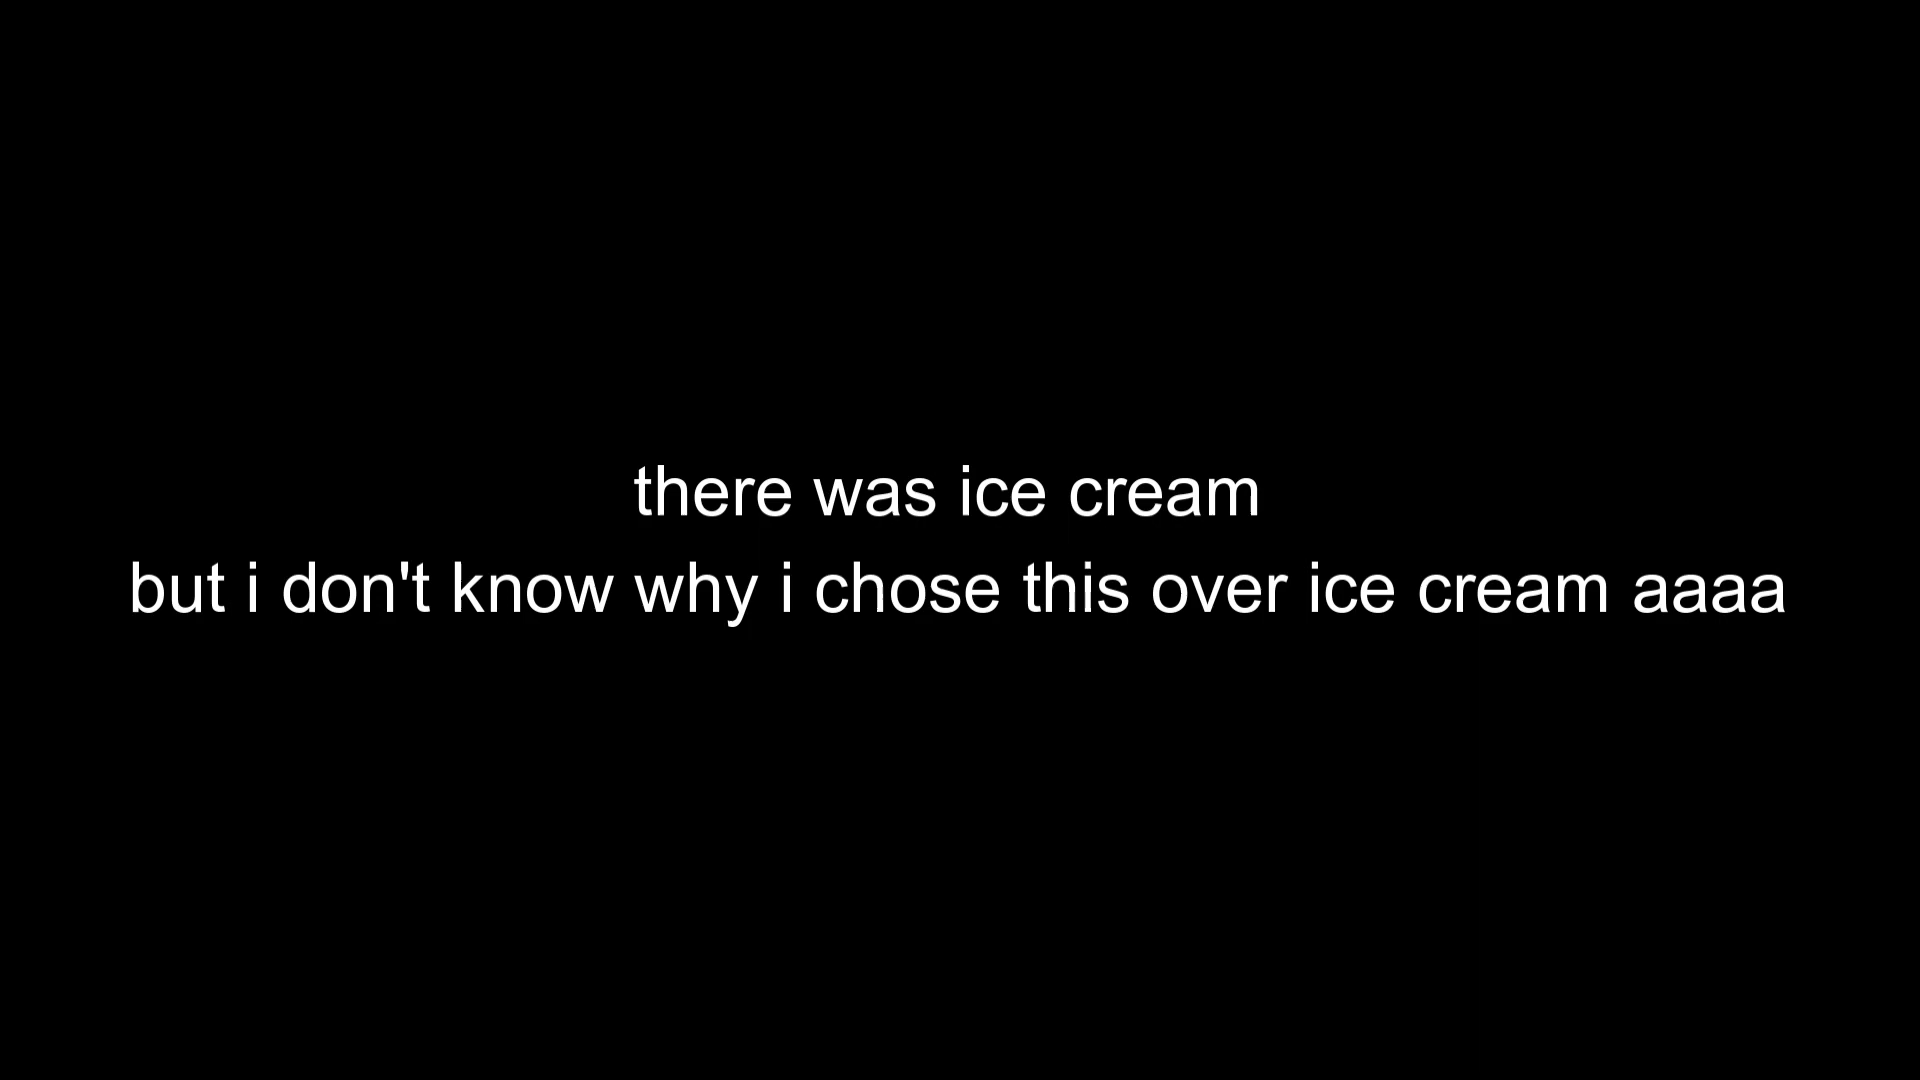 there was ice cream
but i don't know why i chose this over ice cream aaaa